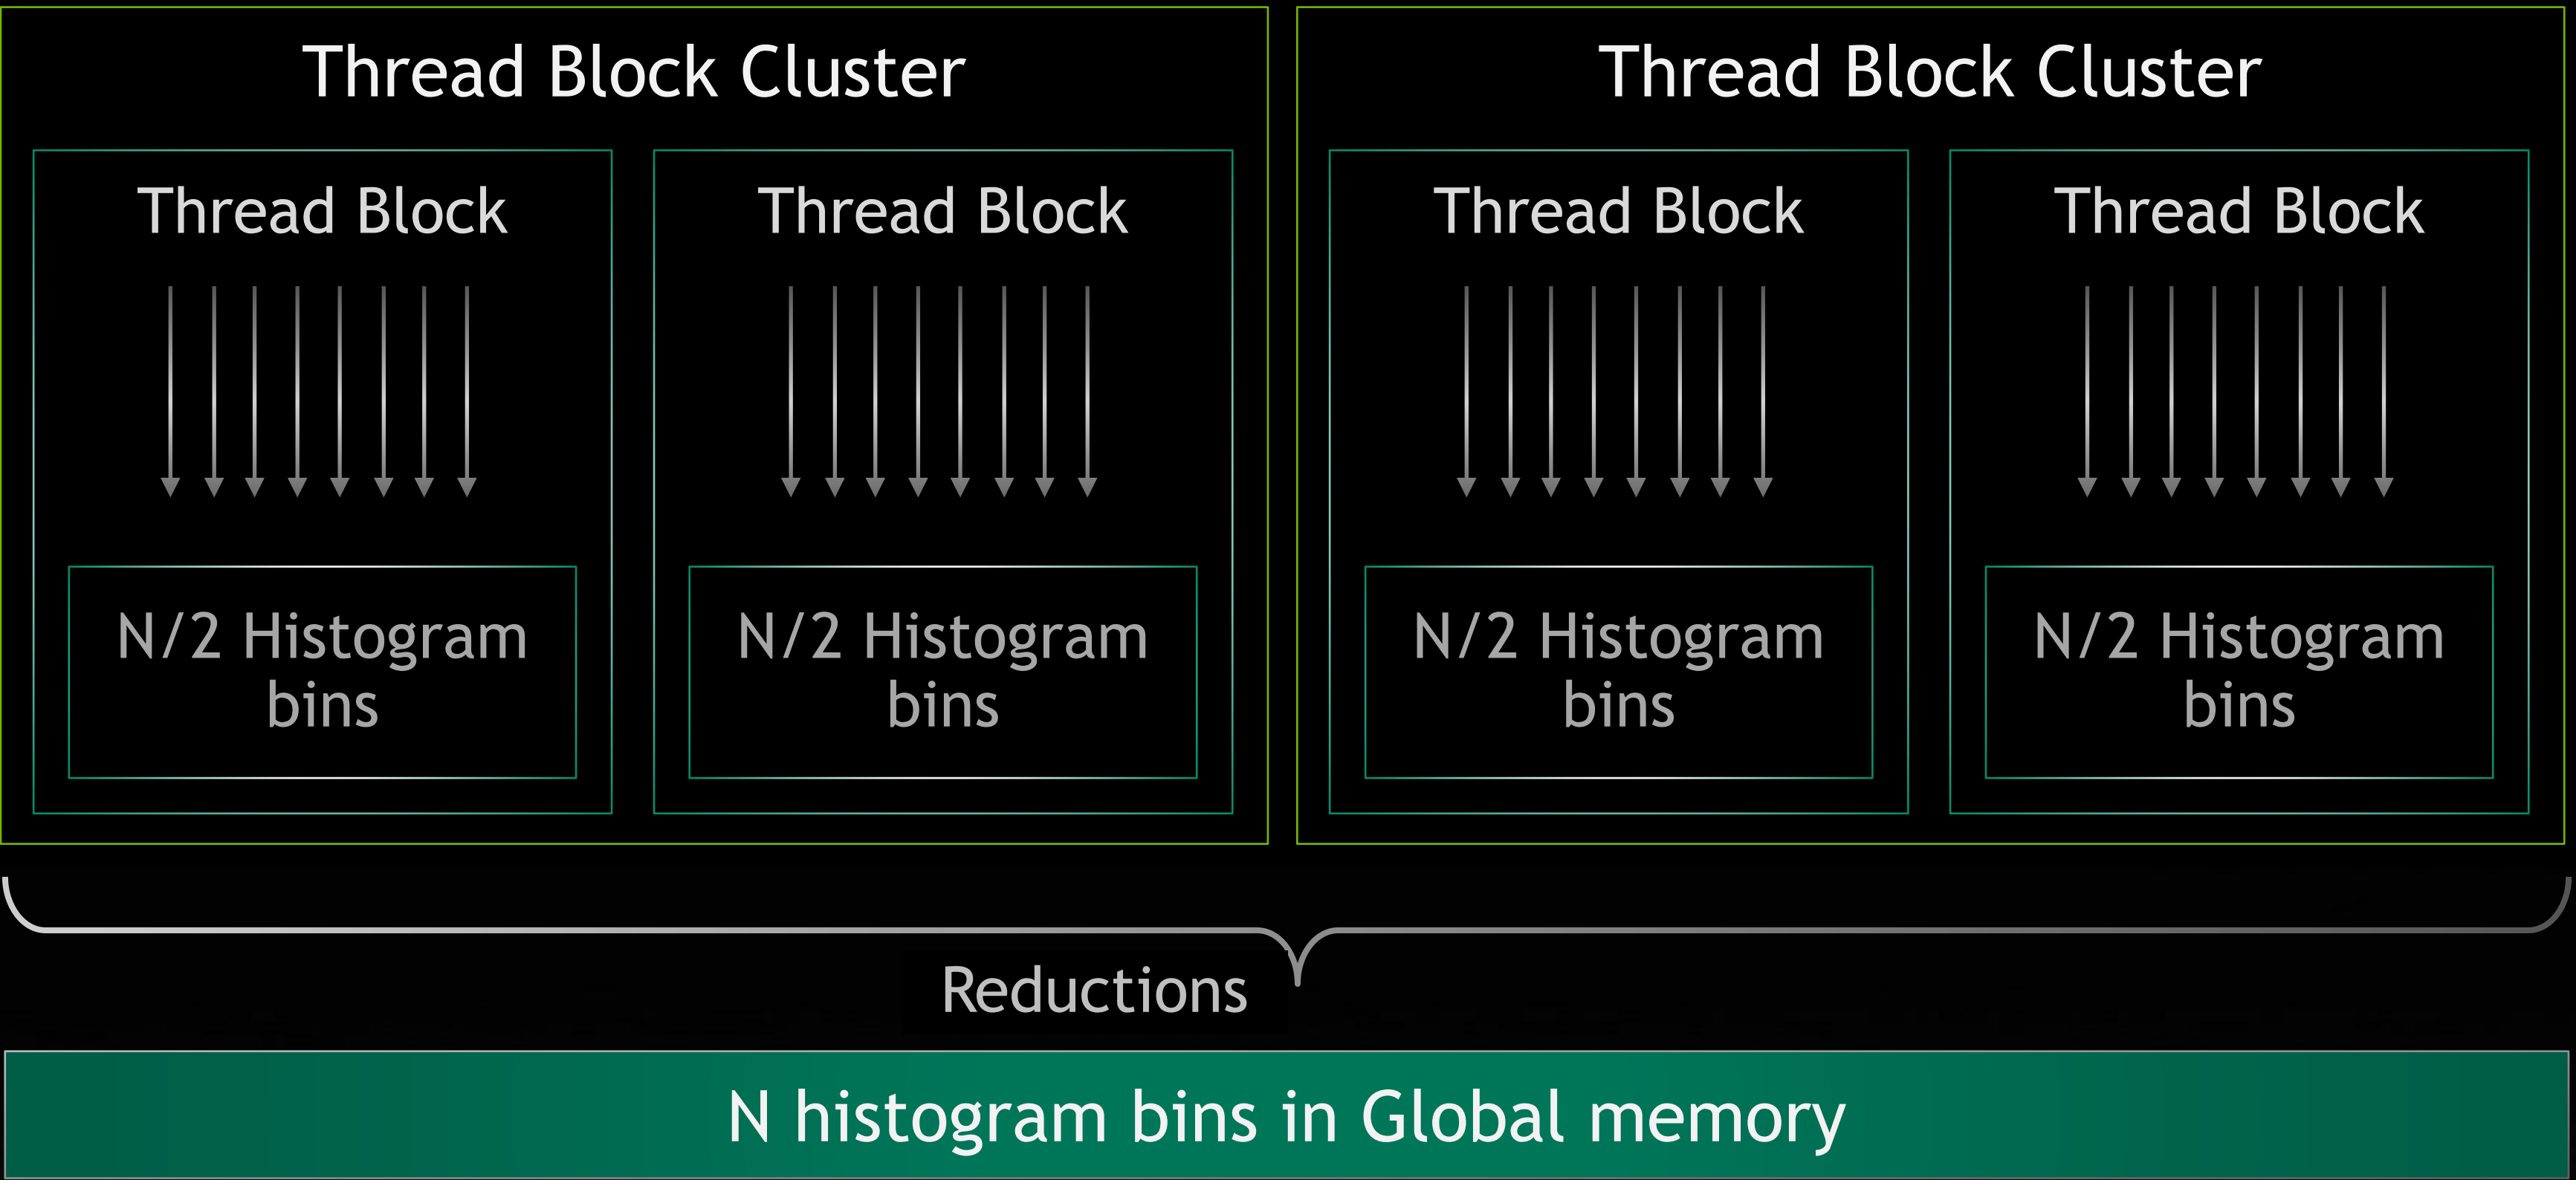 Thread Block Cluster
Thread Block
Thread Block
N/2 Histogram
bins
N/2 Histogram
bins
Thread Block Cluster
Thread Block
Thread Block
N/2 Histogram
bins
N/2 Histogram
bins
Reductions
N histogram bins in Global memory